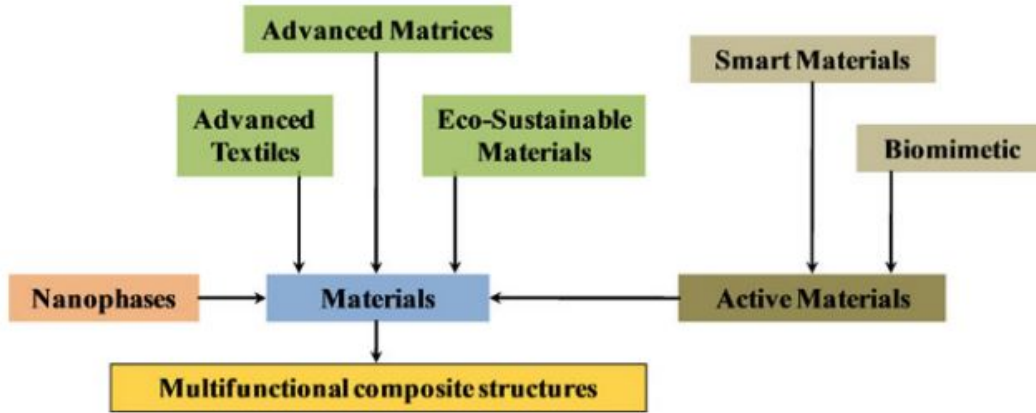 Advanced Matrices
Smart Materials
Advanced
Textiles
Eco-Sustainable
Materials
Biomimetic
Nanophases
Materials
Active Materials
Multifunctional composite structures